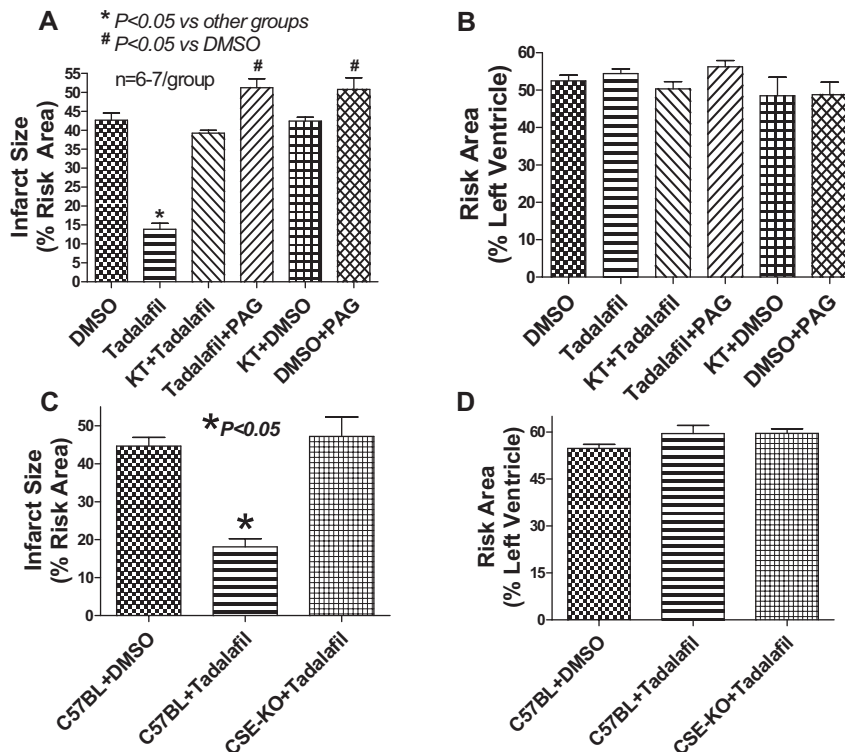 A
* P<0.05 vs other groups
# P<0.05 vs DMSO
n=6-7/group
Infarct Size
(% Risk Area)
55
50
45
40
35
30
25
20
15
10
5
0
*
#
#
DMSO
Tadalafil
KT+Tadalafil
Tadalafil+PAG
KT+DMSO
DMSO+PAG
B
Risk Area
(% Left Ventricle)
60
50
40
30
20
10
0
DMSO
Tadalafil
KT+Tadalafil
Tadalafil+PAG
KT+DMSO
DMSO+PAG
C
*P<0.05
Infarct Size
(% Risk Area)
50
40
30
20
10
0
*
C57BL+DMSO
C57BL+Tadalafil
CSE-KO+Tadalafil
D
Risk Area
(% Left Ventricle)
60
45
30
15
0
C57BL+DMSO
C57BL+Tadalafil
CSE-KO+Tadalafil